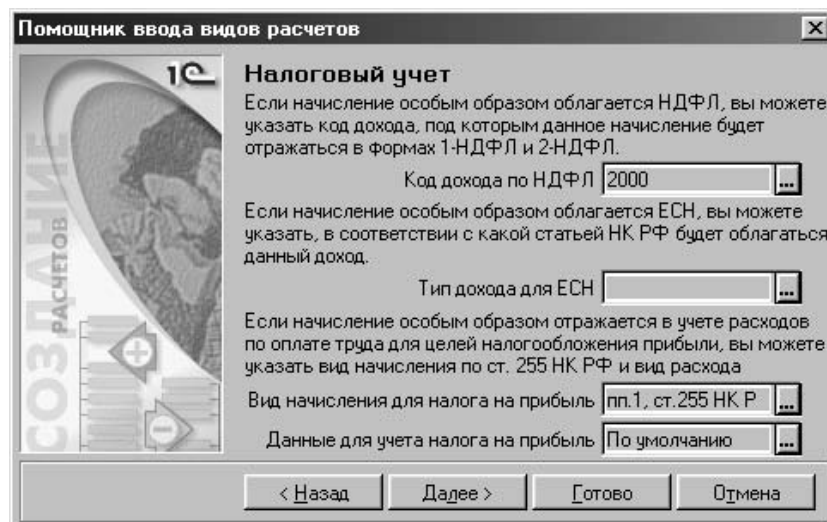 Помощник ввода видов расчетов
1С
СОЗДАНИЕ
РАСЧЕТОВ
Налоговый учет
Если начисление особым образом облагается НДФЛ, вы можете
указать код дохода, под которым данное начисление будет
отражаться в формах 1-НДФЛ и 2-НДФЛ.
Код дохода по НДФЛ 2000 ...
Если начисление особым образом облагается ЕСН, вы можете
указать, в соответствии с какой статьей НК РФ будет облагаться
данный доход.
Тип дохода для ЕСН ...
Если начисление особым образом отражается в учете расходов
по оплате труда для целей налогообложения прибыли, вы можете
указать вид начисления по ст. 255 НК РФ и вид расхода
Вид начисления для налога на прибыль пп.1, ст.255 НК Р ...
Данные для учета налога на прибыль По умолчанию ...
< Назад Далее > Готово Отмена